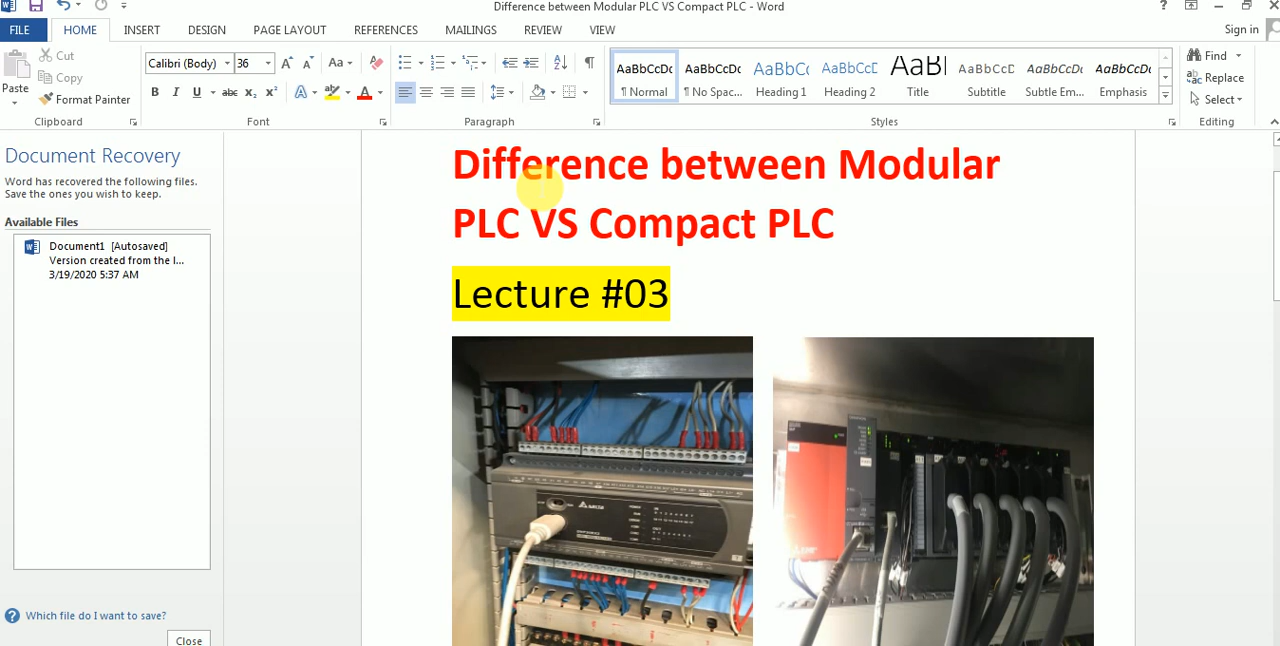 Difference between Modular PLC VS Compact PLC - Word
?
Sign in
FILE HOME INSERT DESIGN PAGE LAYOUT REFERENCES MAILINGS REVIEW VIEW
Paste
Cut
Copy
Format Painter
Clipboard
Calibri (Body) 36
Aa
B I U abc x₂ x²
A A
Font
Paragraph
AaBbCcDc AaBbCcDc AaBbCc AaBbCcD AaBl AaBbCcD AaBbCcDc AaBbCcDc
¶ Normal ¶ No Spac... Heading 1 Heading 2 Title Subtitle Subtle Em... Emphasis
Styles
Find
Replace
Select
Editing
Document Recovery
Word has recovered the following files.
Save the ones you wish to keep.
Available Files
Document1 [Autosaved]
Version created from the l...
3/19/2020 5:37 AM
Which file do I want to save?
Close
Difference between Modular
PLC VS Compact PLC
Lecture #03